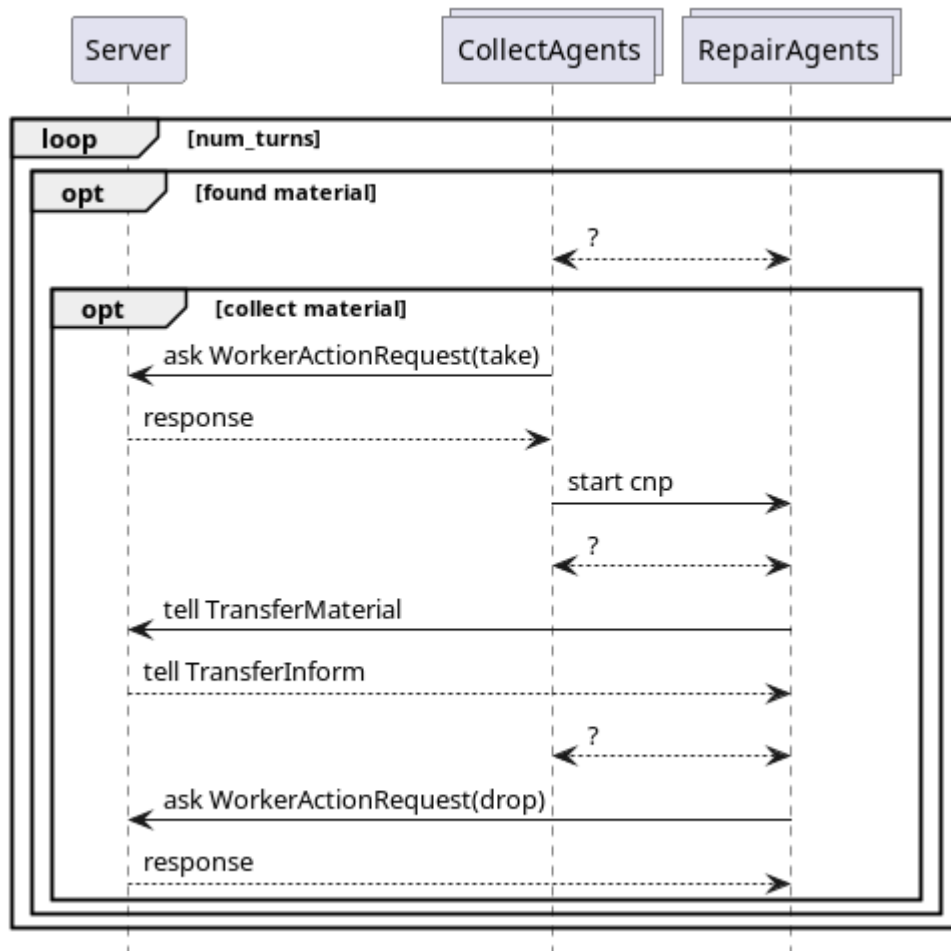 Server
CollectAgents
RepairAgents
loop [num_turns]
opt [found material]
?
opt [collect material]
ask WorkerActionRequest(take)
response
start cnp
?
tell TransferMaterial
tell TransferInform
?
ask WorkerActionRequest(drop)
response